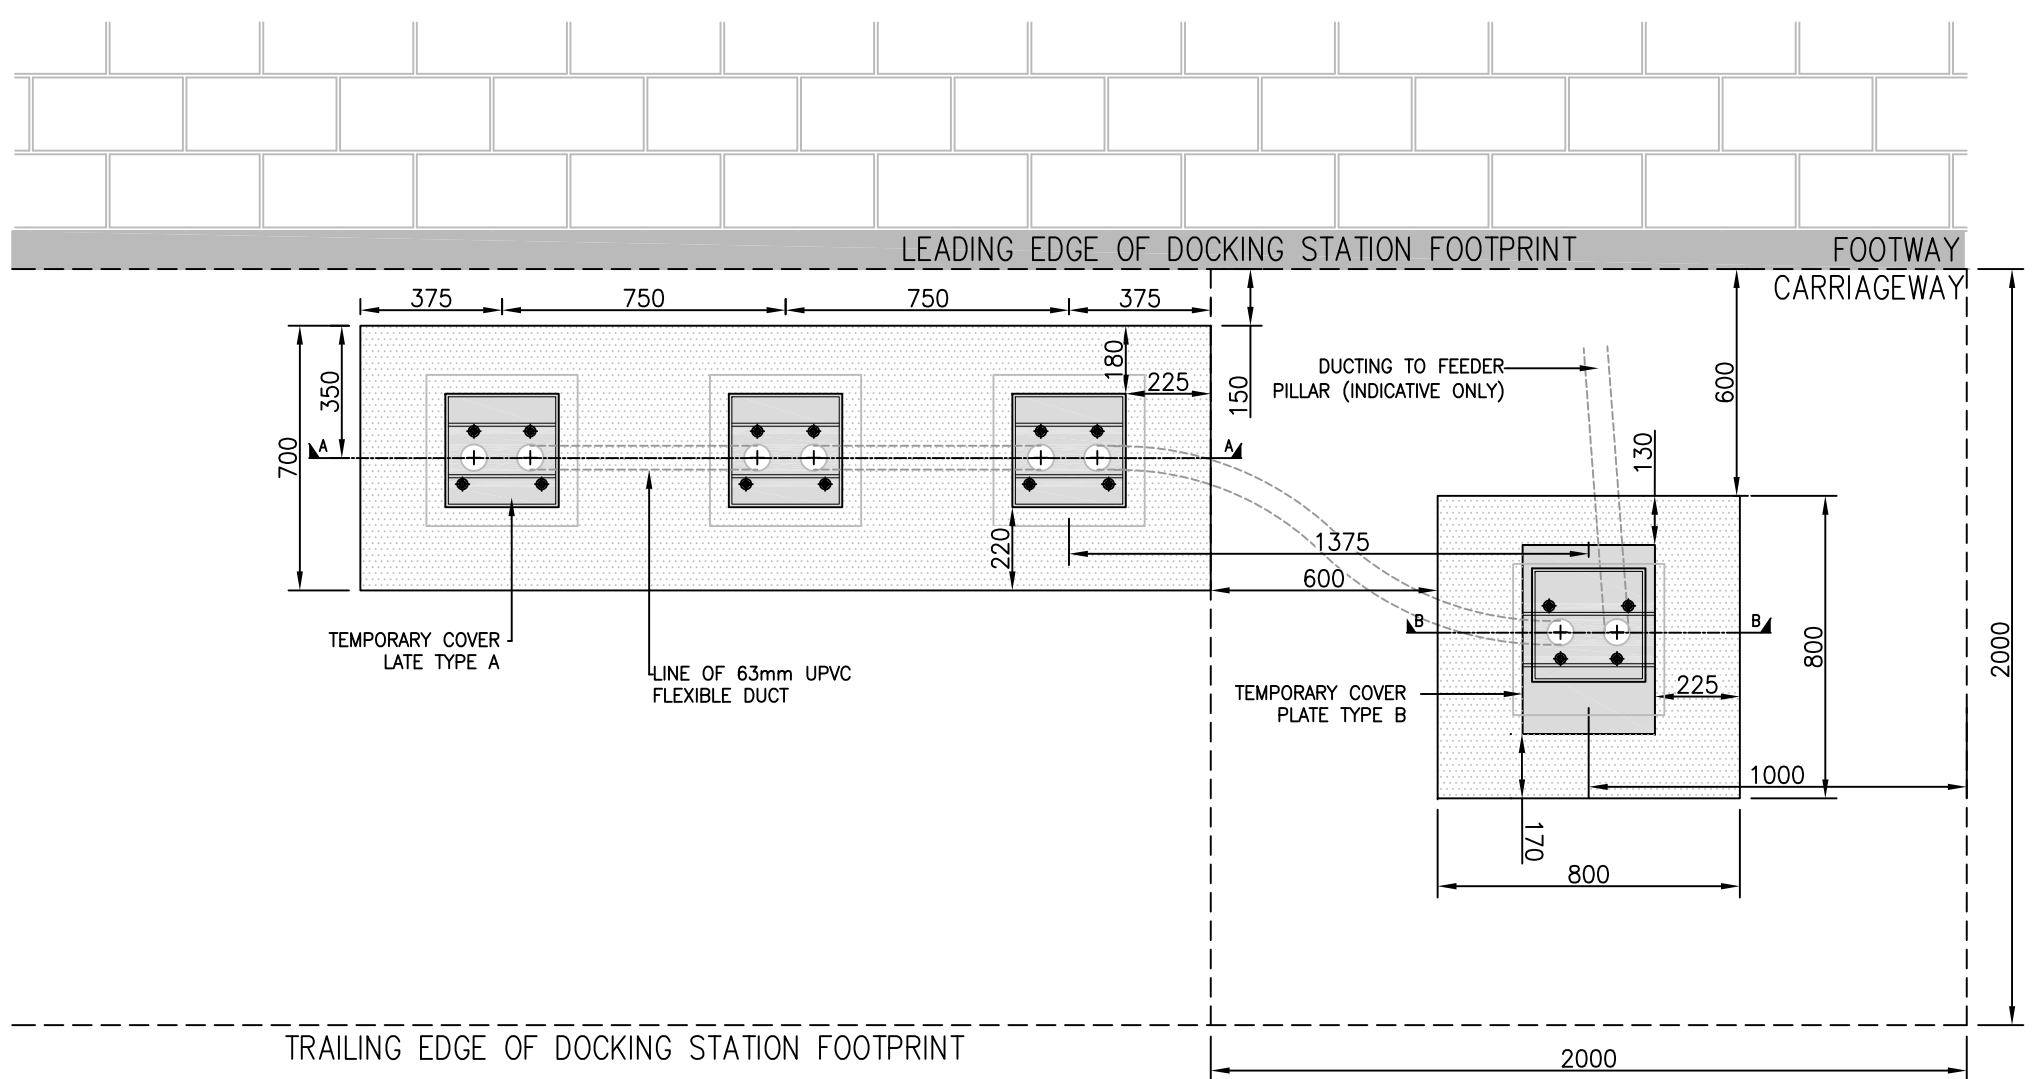 LEADING EDGE OF DOCKING STATION FOOTPRINT
FOOTWAY
CARRIAGEWAY
375
750
750
375
350
700
180
225
150
600
DUCTING TO FEEDER
PILLAR (INDICATIVE ONLY)
130
A
A
220
1375
600
B
B
TEMPORARY COVER
LATE TYPE A
LINE OF 63mm UPVC
FLEXIBLE DUCT
TEMPORARY COVER
PLATE TYPE B
225
800
2000
1000
170
800
TRAILING EDGE OF DOCKING STATION FOOTPRINT
2000